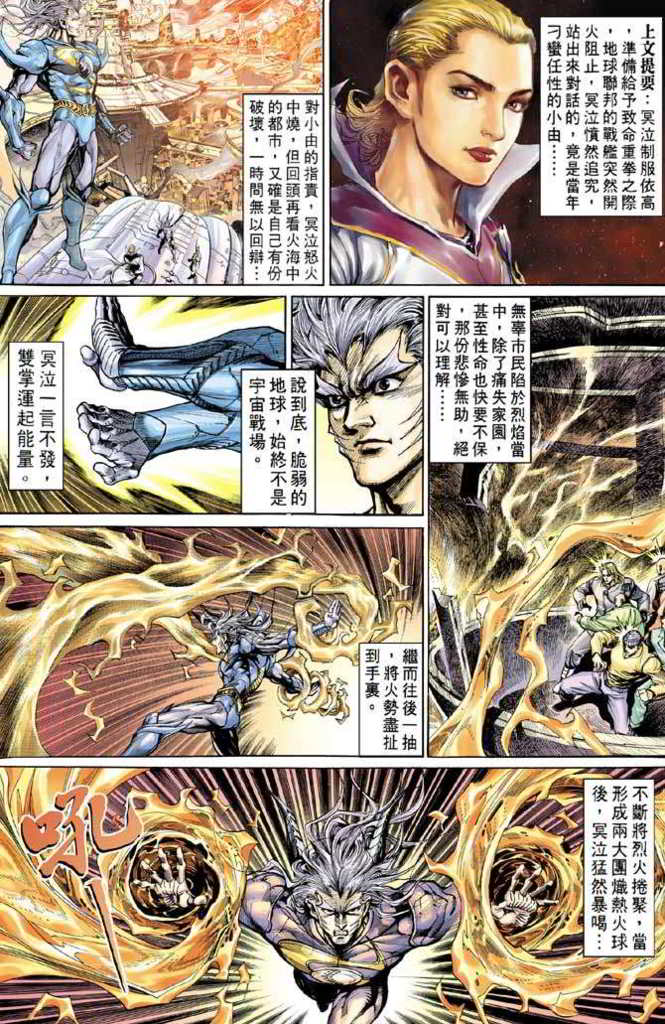 上文提要：冥泣制服依高
，準備給予致命重拳之際
，地球聯邦的戰艦突然開
火阻止，冥泣憤然追究，
站出來對話的，竟是當年
刁蠻任性的小由……
對小由的指責，冥泣怒火
中燒，但回頭再看火海中
的都市，又確是自己有份
破壞，一時間無以回辯…
無辜市民陷於烈焰當
中，除了痛失家園，
甚至性命也快要不保
，那份悲慘無助，絕
對可以理解……
說到底，脆弱的
地球，始終不是
宇宙戰場。
冥泣一言不發，
雙掌運起能量。
繼而往後一抽
，將火勢盡扯
到手裏。
不斷將烈火捲聚，當
形成兩大團熾熱火球
後，冥泣猛然暴喝…
吼